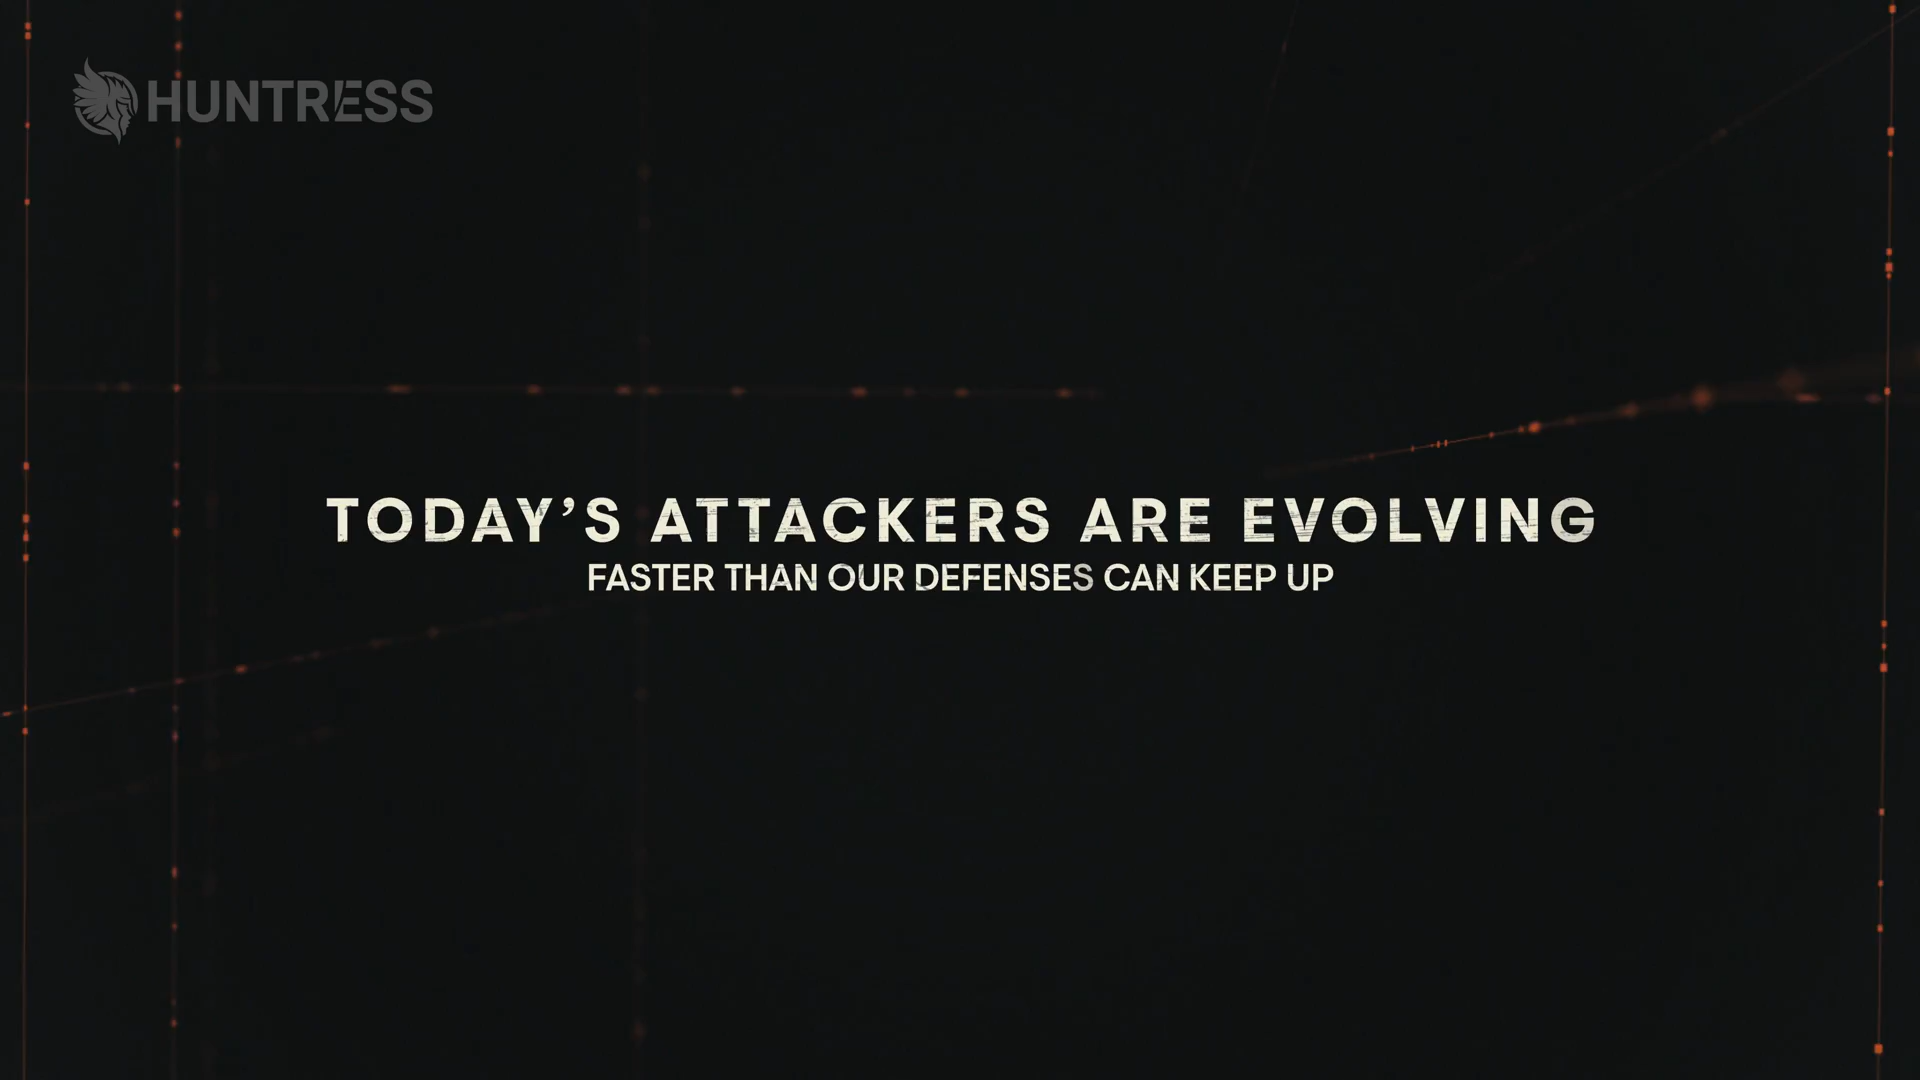 HUNTRESS
TODAY’S ATTACKERS ARE EVOLVING
FASTER THAN OUR DEFENSES CAN KEEP UP